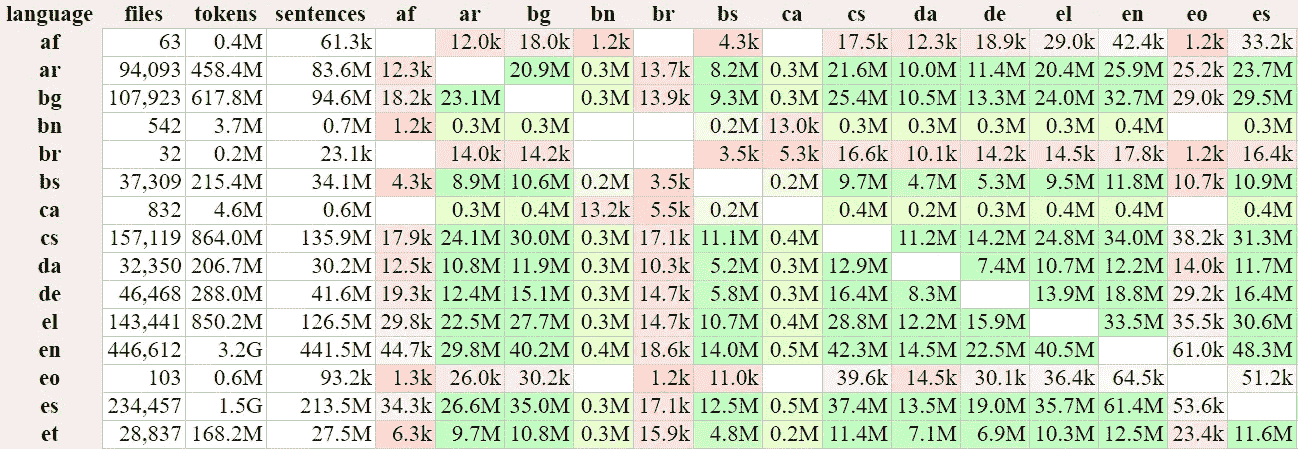 language files tokens sentences af ar bg bn br bs ca cs da de el en eo es
af 63 0.4M 61.3k 12.0k 18.0k 1.2k 4.3k 17.5k 12.3k 18.9k 29.0k 42.4k 1.2k 33.2k
ar 94,093 458.4M 83.6M 12.3k 20.9M 0.3M 13.7k 8.2M 0.3M 21.6M 10.0M 11.4M 20.4M 25.9M 25.2k 23.7M
bg 107,923 617.8M 94.6M 18.2k 23.1M 0.3M 13.9k 9.3M 0.3M 25.4M 10.5M 13.3M 24.0M 32.7M 29.0k 29.5M
bn 542 3.7M 0.7M 1.2k 0.3M 0.3M 0.2M 13.0k 0.3M 0.3M 0.3M 0.3M 0.4M 0.3M
br 32 0.2M 23.1k 14.0k 14.2k 3.5k 5.3k 16.6k 10.1k 14.2k 14.5k 17.8k 1.2k 16.4k
bs 37,309 215.4M 34.1M 4.3k 8.9M 10.6M 0.2M 3.5k 0.2M 9.7M 4.7M 5.3M 9.5M 11.8M 10.7k 10.9M
ca 832 4.6M 0.6M 0.3M 0.4M 13.2k 5.5k 0.2M 0.4M 0.2M 0.3M 0.4M 0.4M 0.4M
cs 157,119 864.0M 135.9M 17.9k 24.1M 30.0M 0.3M 17.1k 11.1M 0.4M 11.2M 14.2M 24.8M 34.0M 38.2k 31.3M
da 32,350 206.7M 30.2M 12.5k 10.8M 11.9M 0.3M 10.3k 5.2M 0.3M 12.9M 7.4M 10.7M 12.2M 14.0k 11.7M
de 46,468 288.0M 41.6M 19.3k 12.4M 15.1M 0.3M 14.7k 5.8M 0.3M 16.4M 8.3M 13.9M 18.8M 29.2k 16.4M
el 143,441 850.2M 126.5M 29.8k 22.5M 27.7M 0.3M 14.7k 10.7M 0.4M 28.8M 12.2M 15.9M 33.5M 35.5k 30.6M
en 446,612 3.2G 441.5M 44.7k 29.8M 40.2M 0.4M 18.6k 14.0M 0.5M 42.3M 14.5M 22.5M 40.5M 61.0k 48.3M
eo 103 0.6M 93.2k 1.3k 26.0k 30.2k 1.2k 11.0k 39.6k 14.5k 30.1k 36.4k 64.5k 51.2k
es 234,457 1.5G 213.5M 34.3k 26.6M 35.0M 0.3M 17.1k 12.5M 0.5M 37.4M 13.5M 19.0M 35.7M 61.4M 53.6k
et 28,837 168.2M 27.5M 6.3k 9.7M 10.8M 0.3M 15.9k 4.8M 0.2M 11.4M 7.1M 6.9M 10.3M 12.5M 23.4k 11.6M